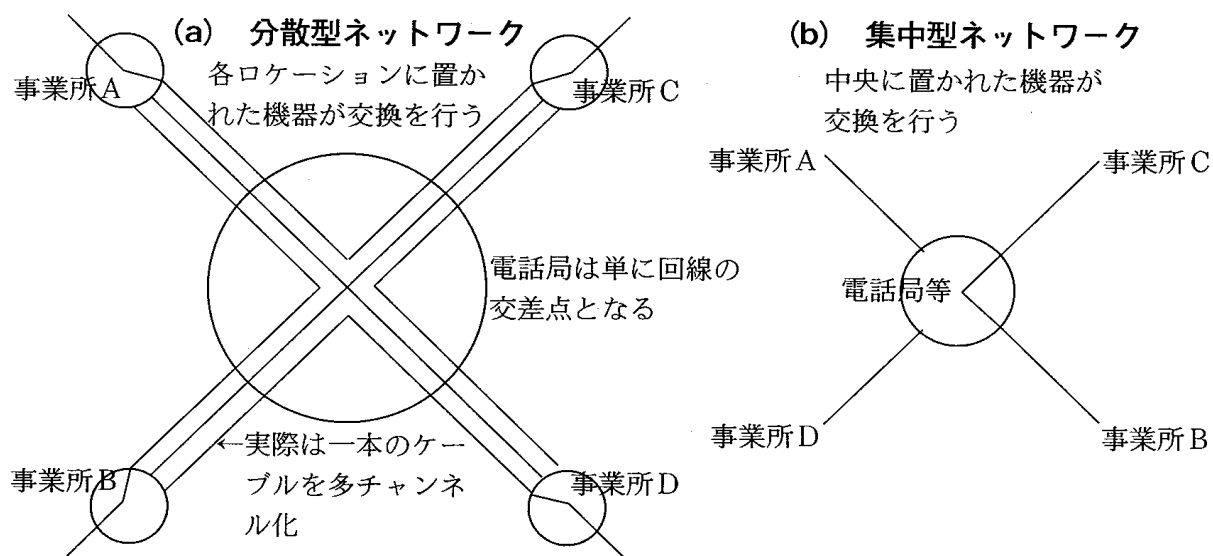 (a) 分散型ネットワーク
各ロケーションに置か
れた機器が交換を行う
事業所A
事業所C
電話局は単に回線の
交差点となる
←実際は一本のケー
ブルを多チャンネ
ル化
事業所B
事業所D
(b) 集中型ネットワーク
中央に置かれた機器が
交換を行う
事業所A
事業所C
電話局等
事業所D
事業所B